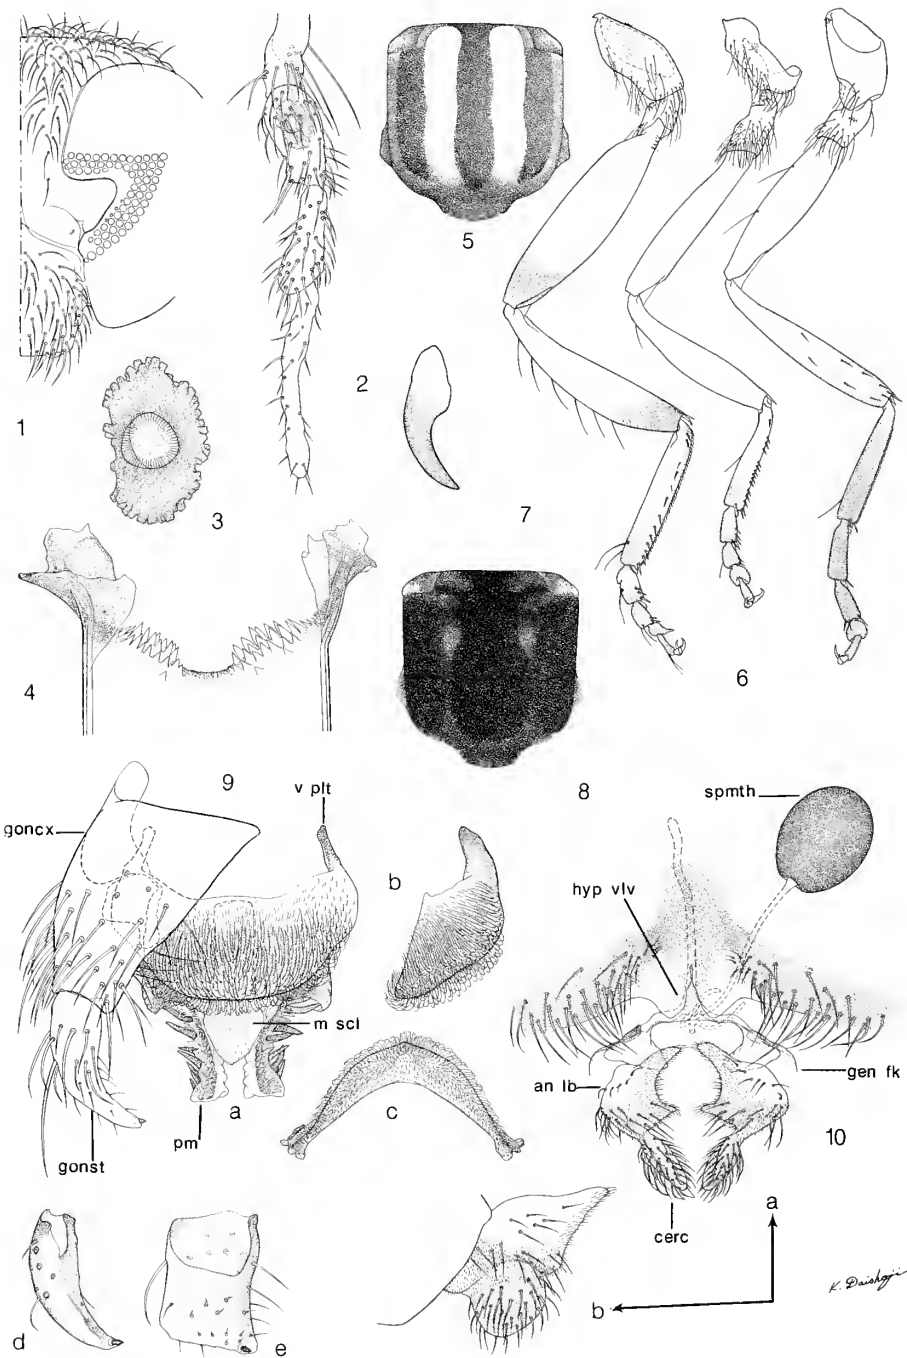 1
2
3
4
5
6
7
8
9
goncx
v plt
b
m scl
a
pm
gonst
c
d
e
spmth
hyp vlv
gen fk
an lb
10
cerc
a
b
K. Daishoji